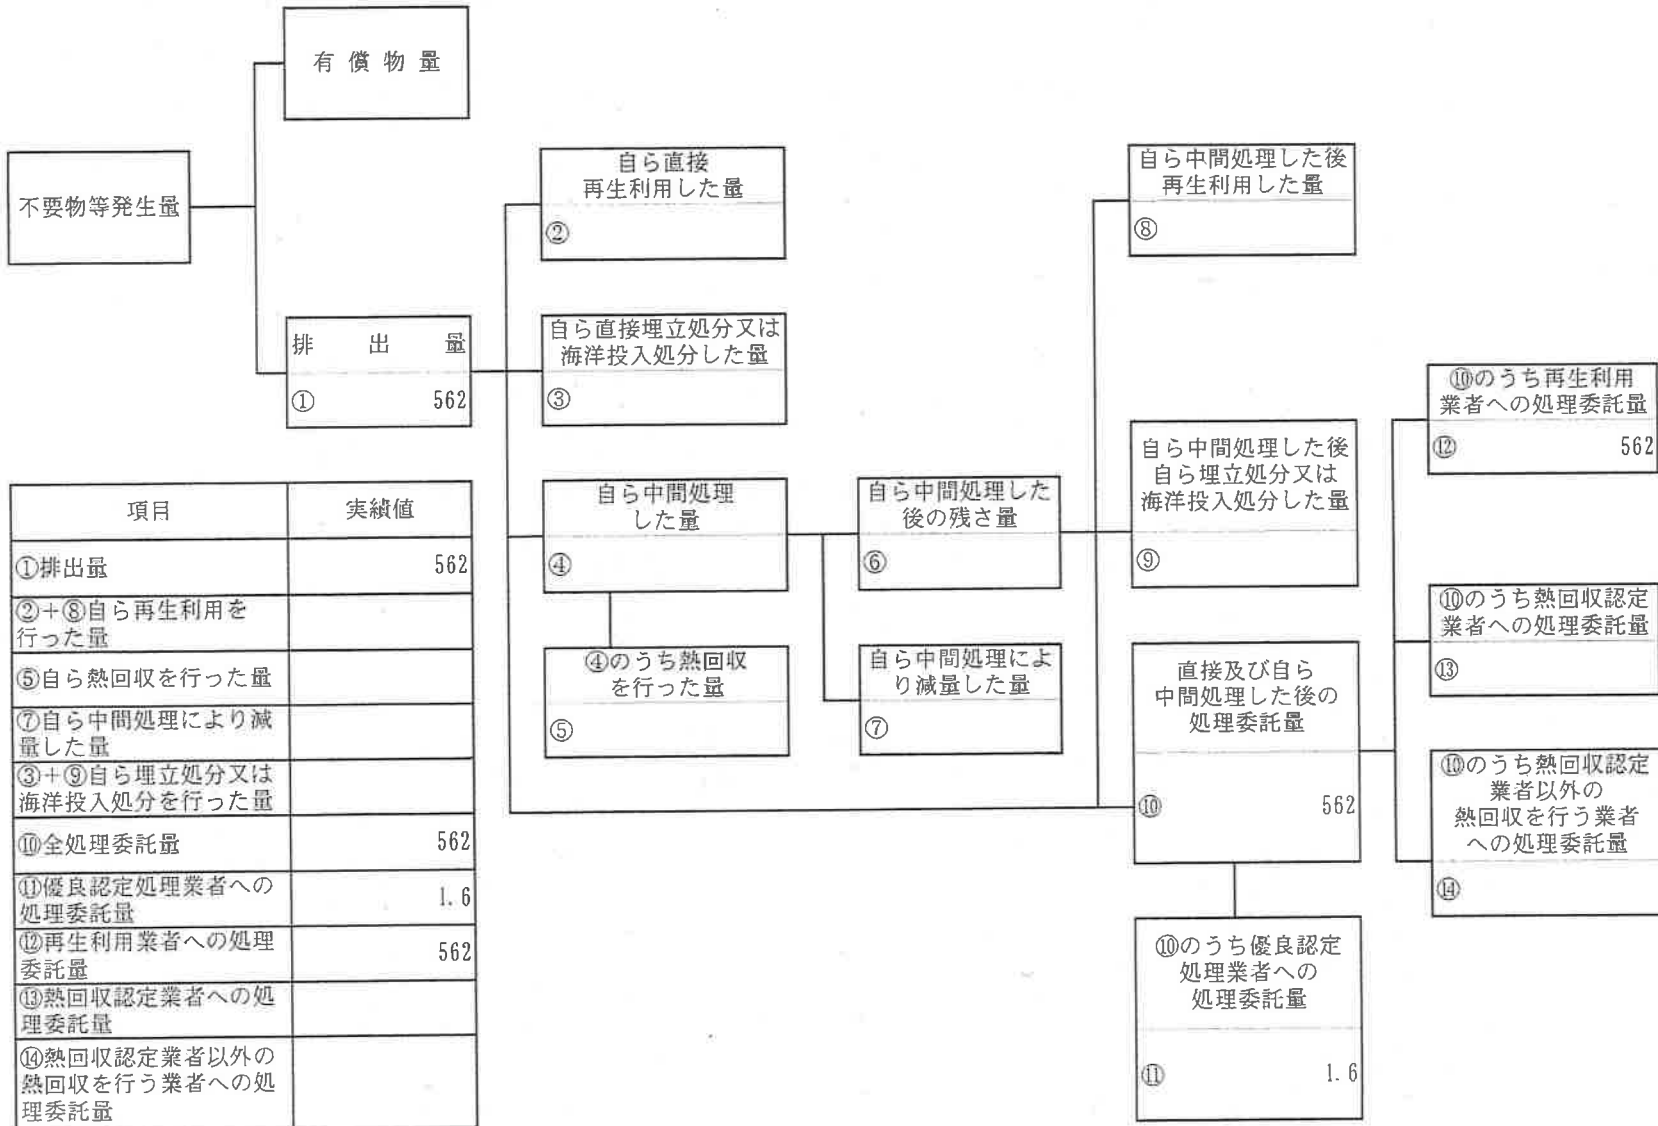 有償物量
不要物等発生量
排出量
① 562
自ら直接
再生利用した量
②
自ら直接埋立処分又は
海洋投入処分した量
③
自ら中間処理
した量
④
④のうち熱回収
を行った量
⑤
自ら中間処理した
後の残さ量
⑥
自ら中間処理によ
り減量した量
⑦
自ら中間処理した後
再生利用した量
⑧
自ら中間処理した後
自ら埋立処分又は
海洋投入処分した量
⑨
直接及び自ら
中間処理した後の
処理委託量
⑩ 562
⑩のうち優良認定
処理業者への
処理委託量
⑪ 1.6
⑩のうち再生利用
業者への処理委託量
⑫ 562
⑩のうち熱回収認定
業者への処理委託量
⑬
⑩のうち熱回収認定
業者以外の
熱回収を行う業者
への処理委託量
⑭
項目 実績値
①排出量 562
②+⑧自ら再生利用を
行った量
⑤自ら熱回収を行った量
⑦自ら中間処理により減
量した量
③+⑨自ら埋立処分又は
海洋投入処分を行った量
⑩全処理委託量 562
⑪優良認定処理業者への
処理委託量 1.6
⑫再生利用業者への処理
委託量 562
⑬熱回収認定業者への処
理委託量
⑭熱回収認定業者以外の
熱回収を行う業者への処
理委託量